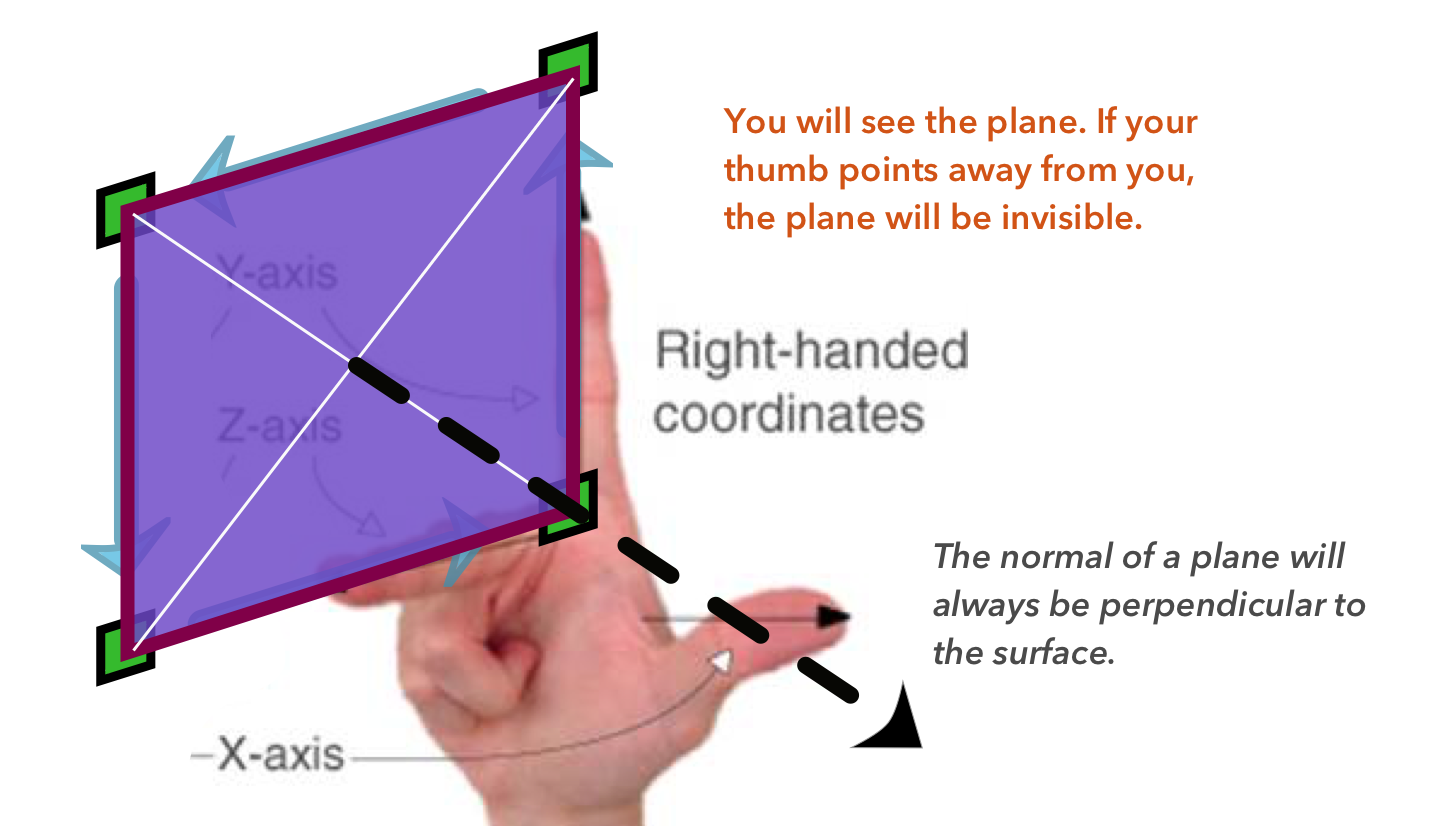 You will see the plane. If your
thumb points away from you,
the plane will be invisible.
Y-axis
Right-handed
coordinates
Z-axis
The normal of a plane will
always be perpendicular to
the surface.
X-axis